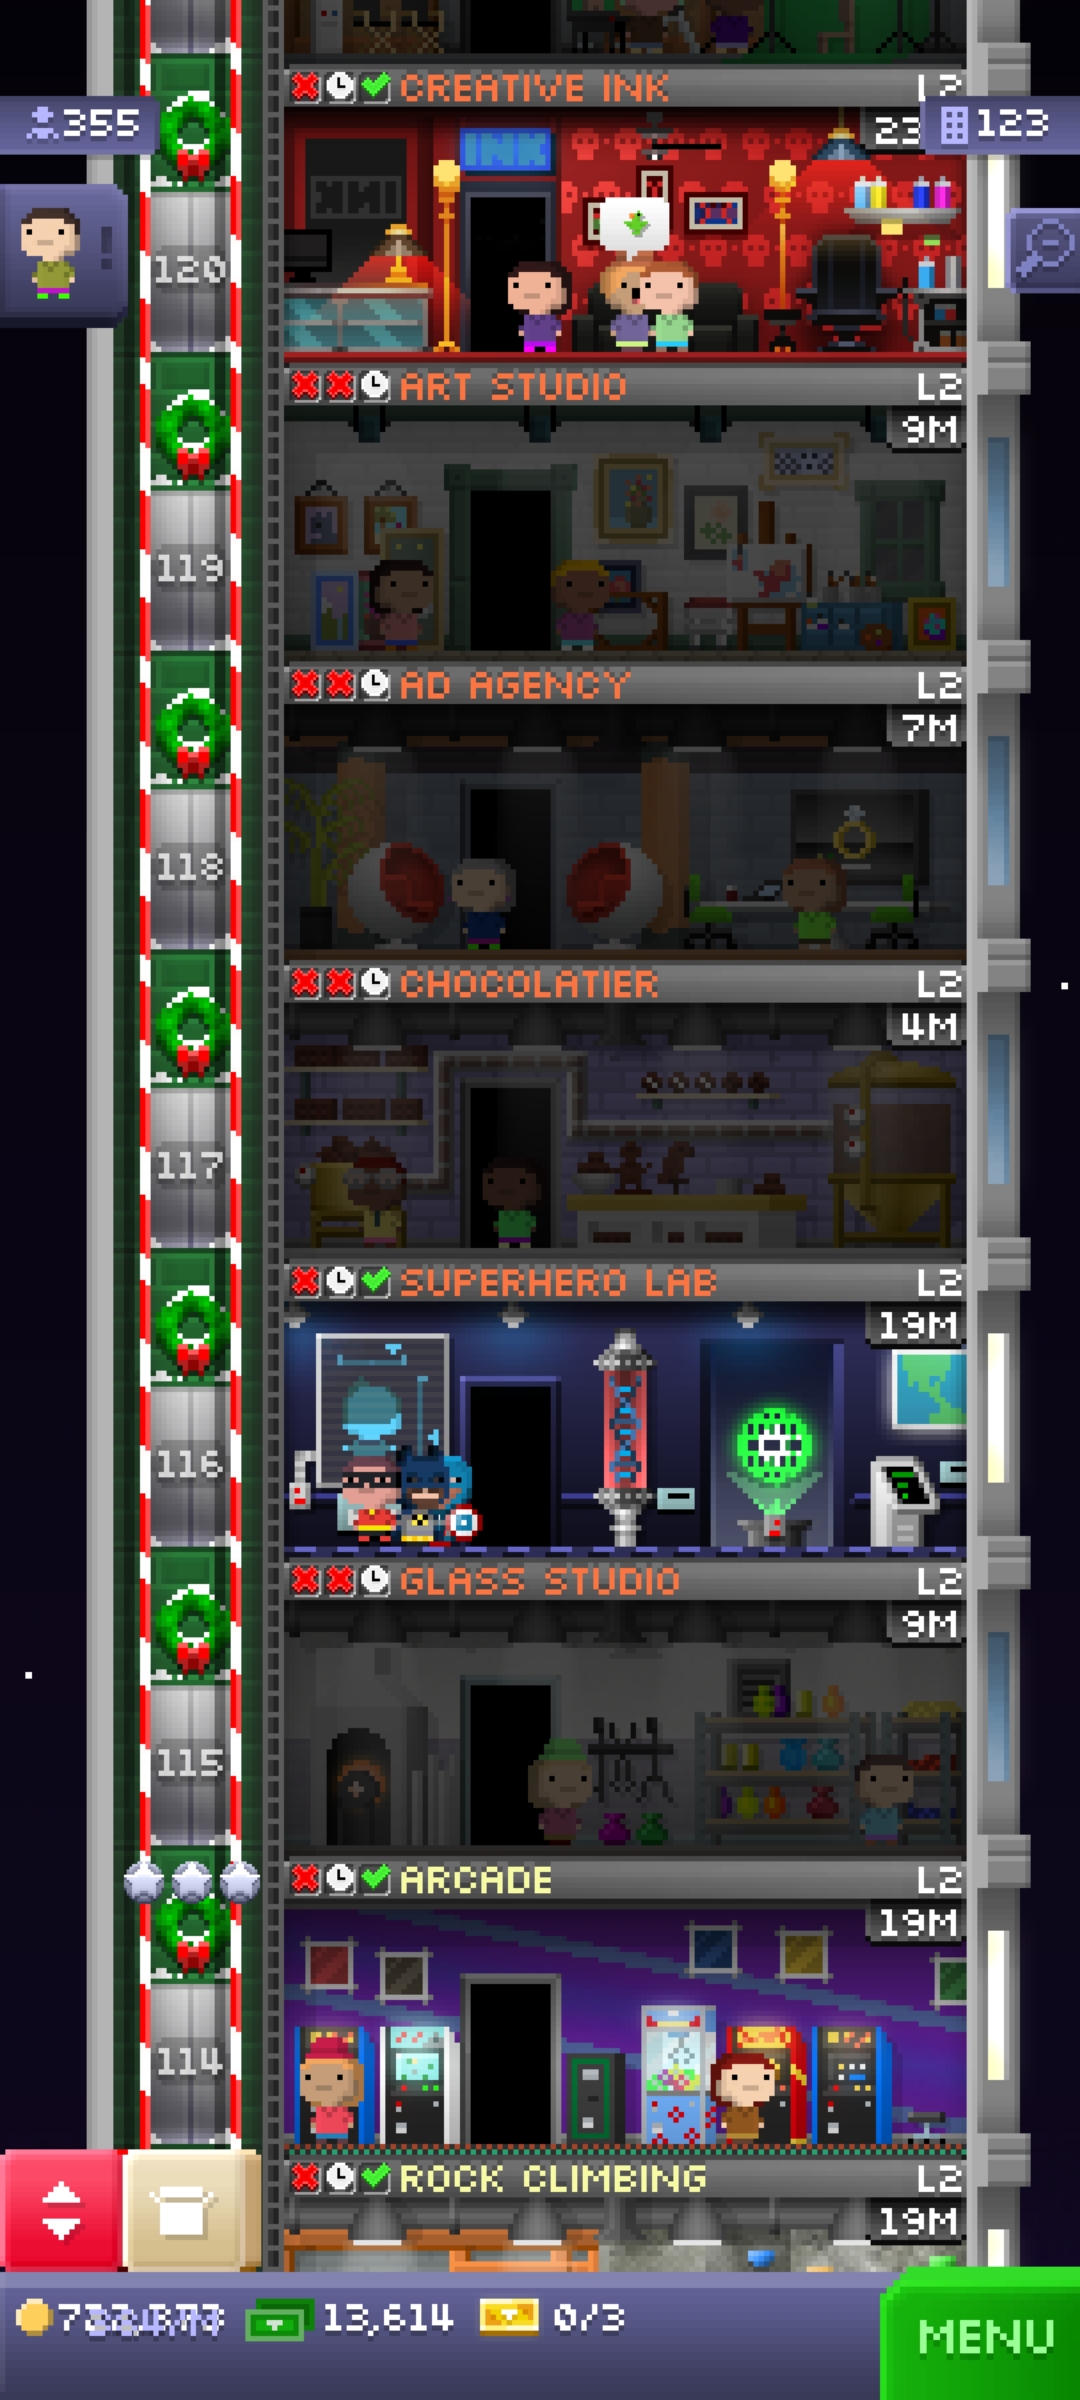 CREATIVE INK L2
355
123
23
INK
120
ART STUDIO L2
9M
119
AD AGENCY L2
7M
118
CHOCOLATIER L2
4M
117
SUPERHERO LAB L2
19M
116
GLASS STUDIO L2
9M
115
ARCADE L2
19M
114
ROCK CLIMBING L2
19M
13,614 0/3
MENU